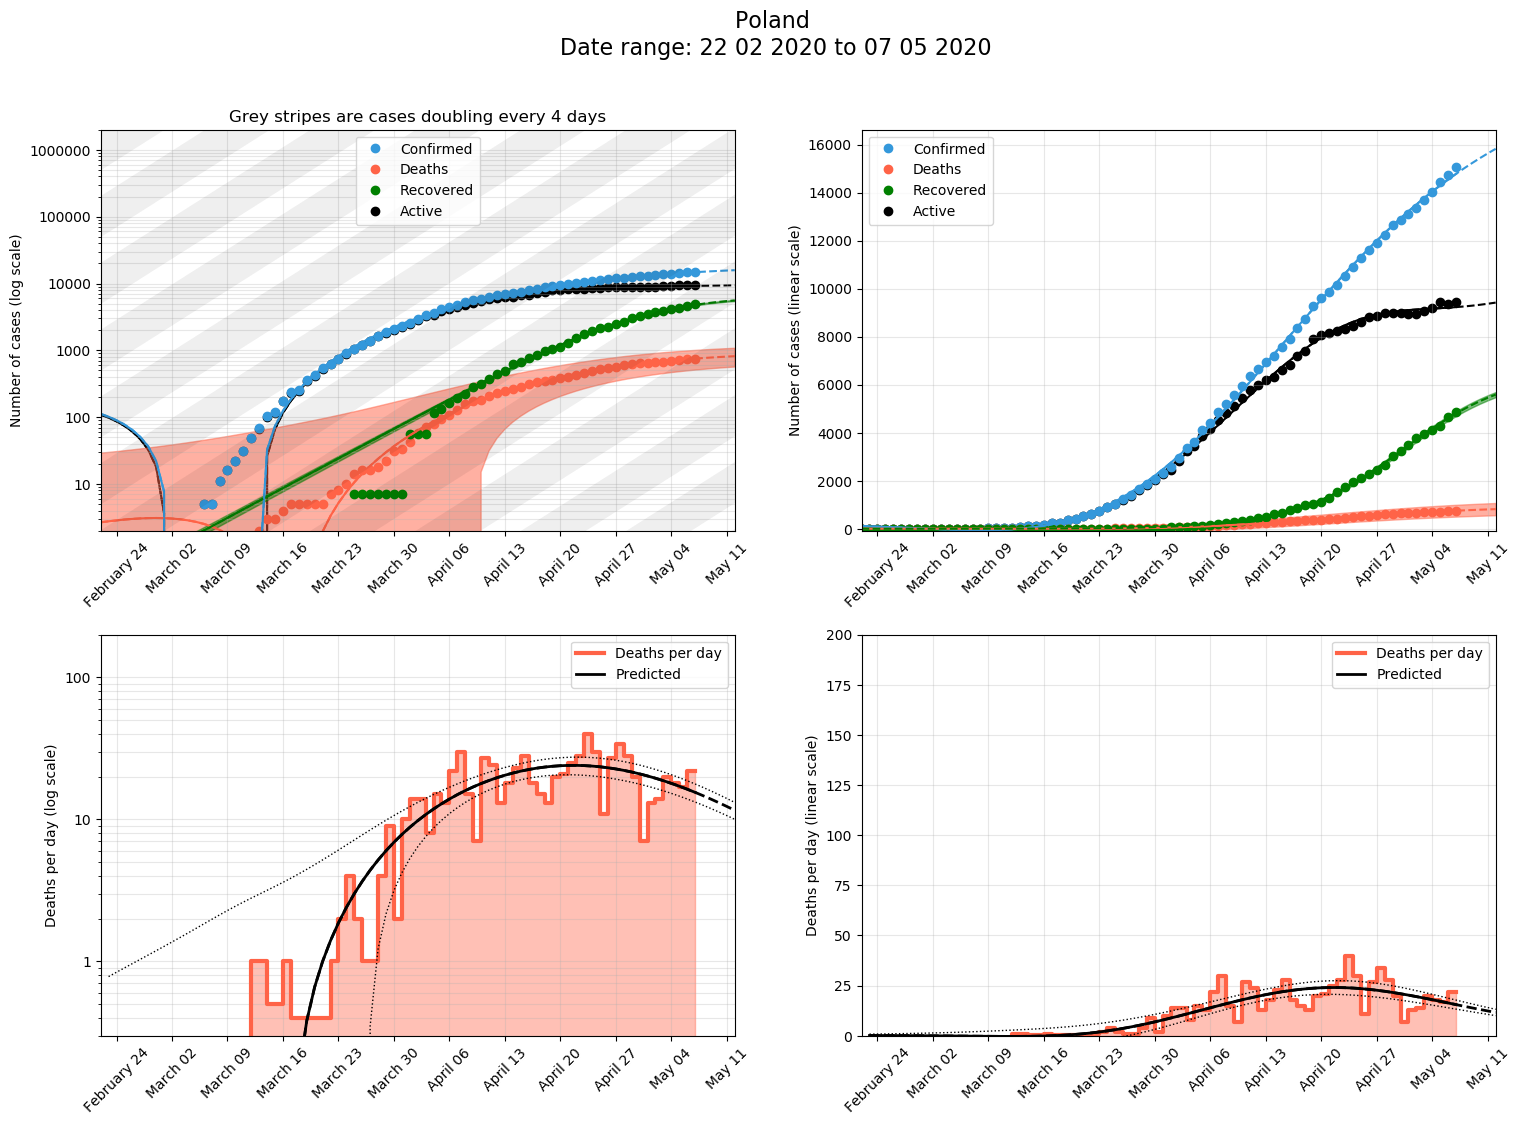 Poland
Date range: 22 02 2020 to 07 05 2020
Grey stripes are cases doubling every 4 days
Number of cases (log scale)
1000000
100000
10000
1000
100
10
Confirmed
Deaths
Recovered
Active
February 24
March 02
March 09
March 16
March 23
March 30
April 06
April 13
April 20
April 27
May 04
May 11
Number of cases (linear scale)
16000
14000
12000
10000
8000
6000
4000
2000
0
Confirmed
Deaths
Recovered
Active
February 24
March 02
March 09
March 16
March 23
March 30
April 06
April 13
April 20
April 27
May 04
May 11
Deaths per day (log scale)
100
10
1
Deaths per day
Predicted
February 24
March 02
March 09
March 16
March 23
March 30
April 06
April 13
April 20
April 27
May 04
May 11
Deaths per day (linear scale)
200
175
150
125
100
75
50
25
0
Deaths per day
Predicted
February 24
March 02
March 09
March 16
March 23
March 30
April 06
April 13
April 20
April 27
May 04
May 11